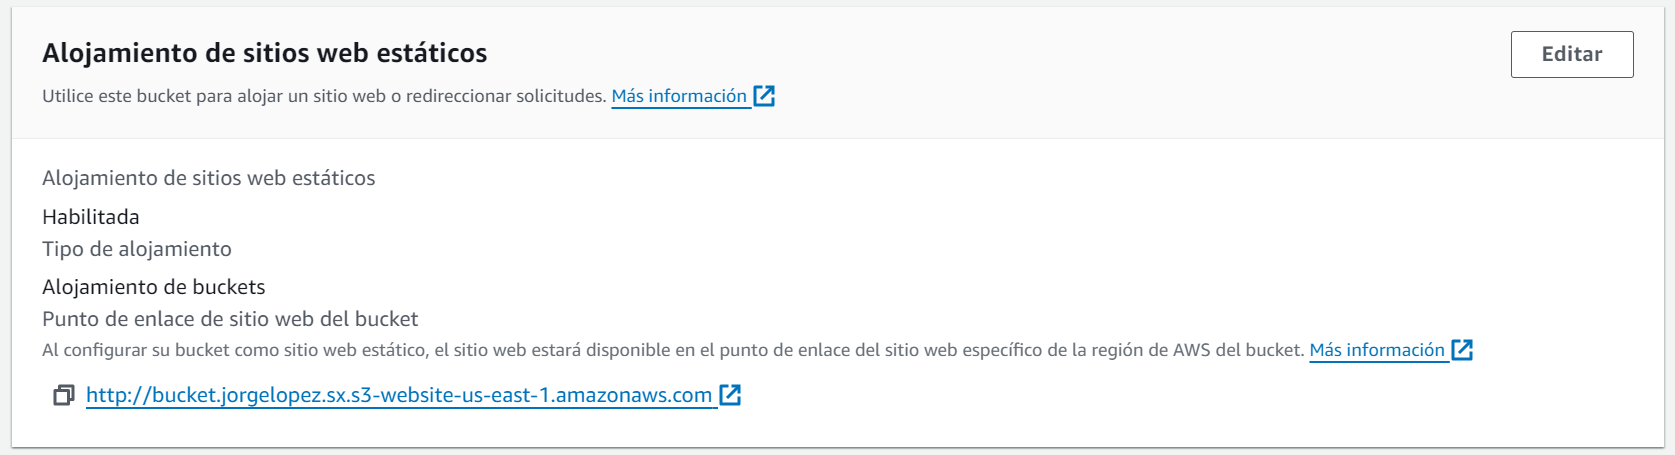 Alojamiento de sitios web estáticos
Editar
Utilice este bucket para alojar un sitio web o redireccionar solicitudes. Más información
Alojamiento de sitios web estáticos
Habilitada
Tipo de alojamiento
Alojamiento de buckets
Punto de enlace de sitio web del bucket
Al configurar su bucket como sitio web estático, el sitio web estará disponible en el punto de enlace del sitio web específico de la región de AWS del bucket. Más información
http://bucket.jorgelopez.sx.s3-website-us-east-1.amazonaws.com